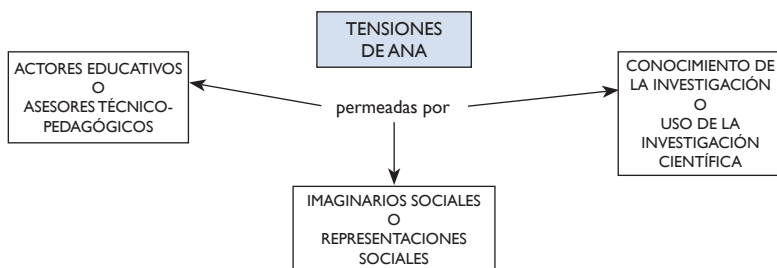 TENSIONES
DE ANA
ACTORES EDUCATIVOS
O
ASESORES TÉCNICO-
PEDAGÓGICOS
permeadas por
CONOCIMIENTO DE
LA INVESTIGACIÓN
O
USO DE LA
INVESTIGACIÓN
CIENTÍFICA
IMAGINARIOS SOCIALES
O
REPRESENTACIONES
SOCIALES